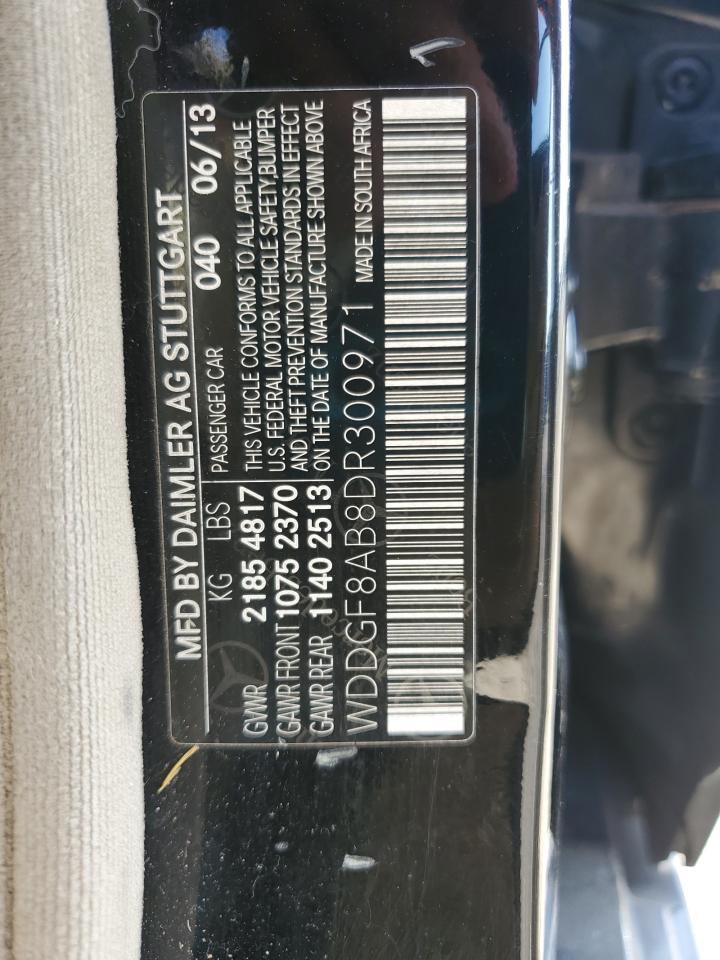 MFD BY DAIMLER AG STUTTGART
040 06/13
KG LBS PASSENGER CAR
GVWR 2185 4817 THIS VEHICLE CONFORMS TO ALL APPLICABLE
GAWR FRONT 1075 2370 U.S. FEDERAL MOTOR VEHICLE SAFETY, BUMPER
GAWR REAR 1140 2513 AND THEFT PREVENTION STANDARDS IN EFFECT
ON THE DATE OF MANUFACTURE SHOWN ABOVE
WDDGF8AB8DR300971 MADE IN SOUTH AFRICA